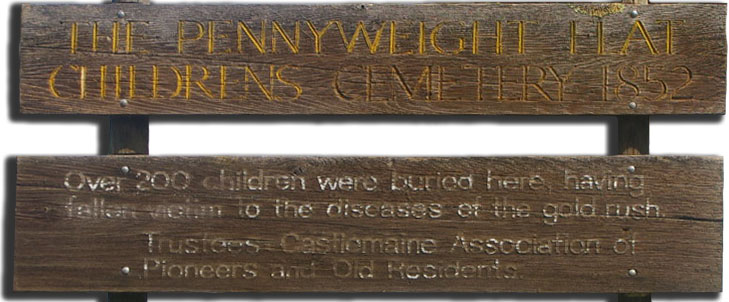 THE PENNYWEIGHT FLAT
CHILDRENS CEMETERY 1852
Over 200 children were buried here, having
fallen victim to the diseases of the gold rush.
Trustees: Castlemaine Association of
Pioneers and Old Residents.